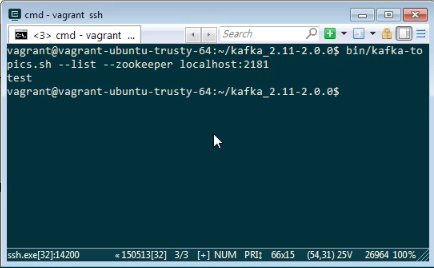 cmd - vagrant ssh
<3> cmd - vagrant ...
Search
vagrant@vagrant-ubuntu-trusty-64:~/kafka_2.11-2.0.0$ bin/kafka-to
pics.sh --list --zookeeper localhost:2181
test
vagrant@vagrant-ubuntu-trusty-64:~/kafka_2.11-2.0.0$
ssh.exe[32]:14200 « 150513[32] 3/3 [+] NUM PRI↕ 66x15 (54,31) 25V 26964 100%